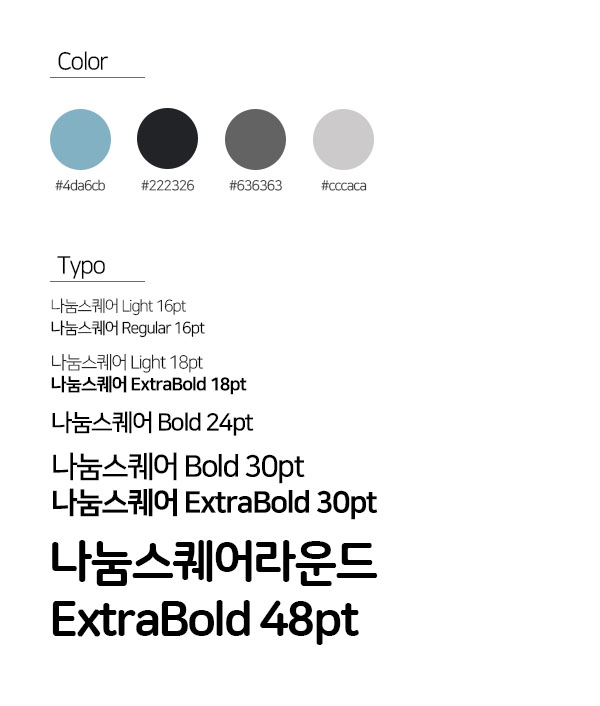 Color
#4da6cb #222326 #636363 #cccaca
Typo
나눔스퀘어 Light 16pt
나눔스퀘어 Regular 16pt
나눔스퀘어 Light 18pt
나눔스퀘어 ExtraBold 18pt
나눔스퀘어 Bold 24pt
나눔스퀘어 Bold 30pt
나눔스퀘어 ExtraBold 30pt
나눔스퀘어라운드
ExtraBold 48pt